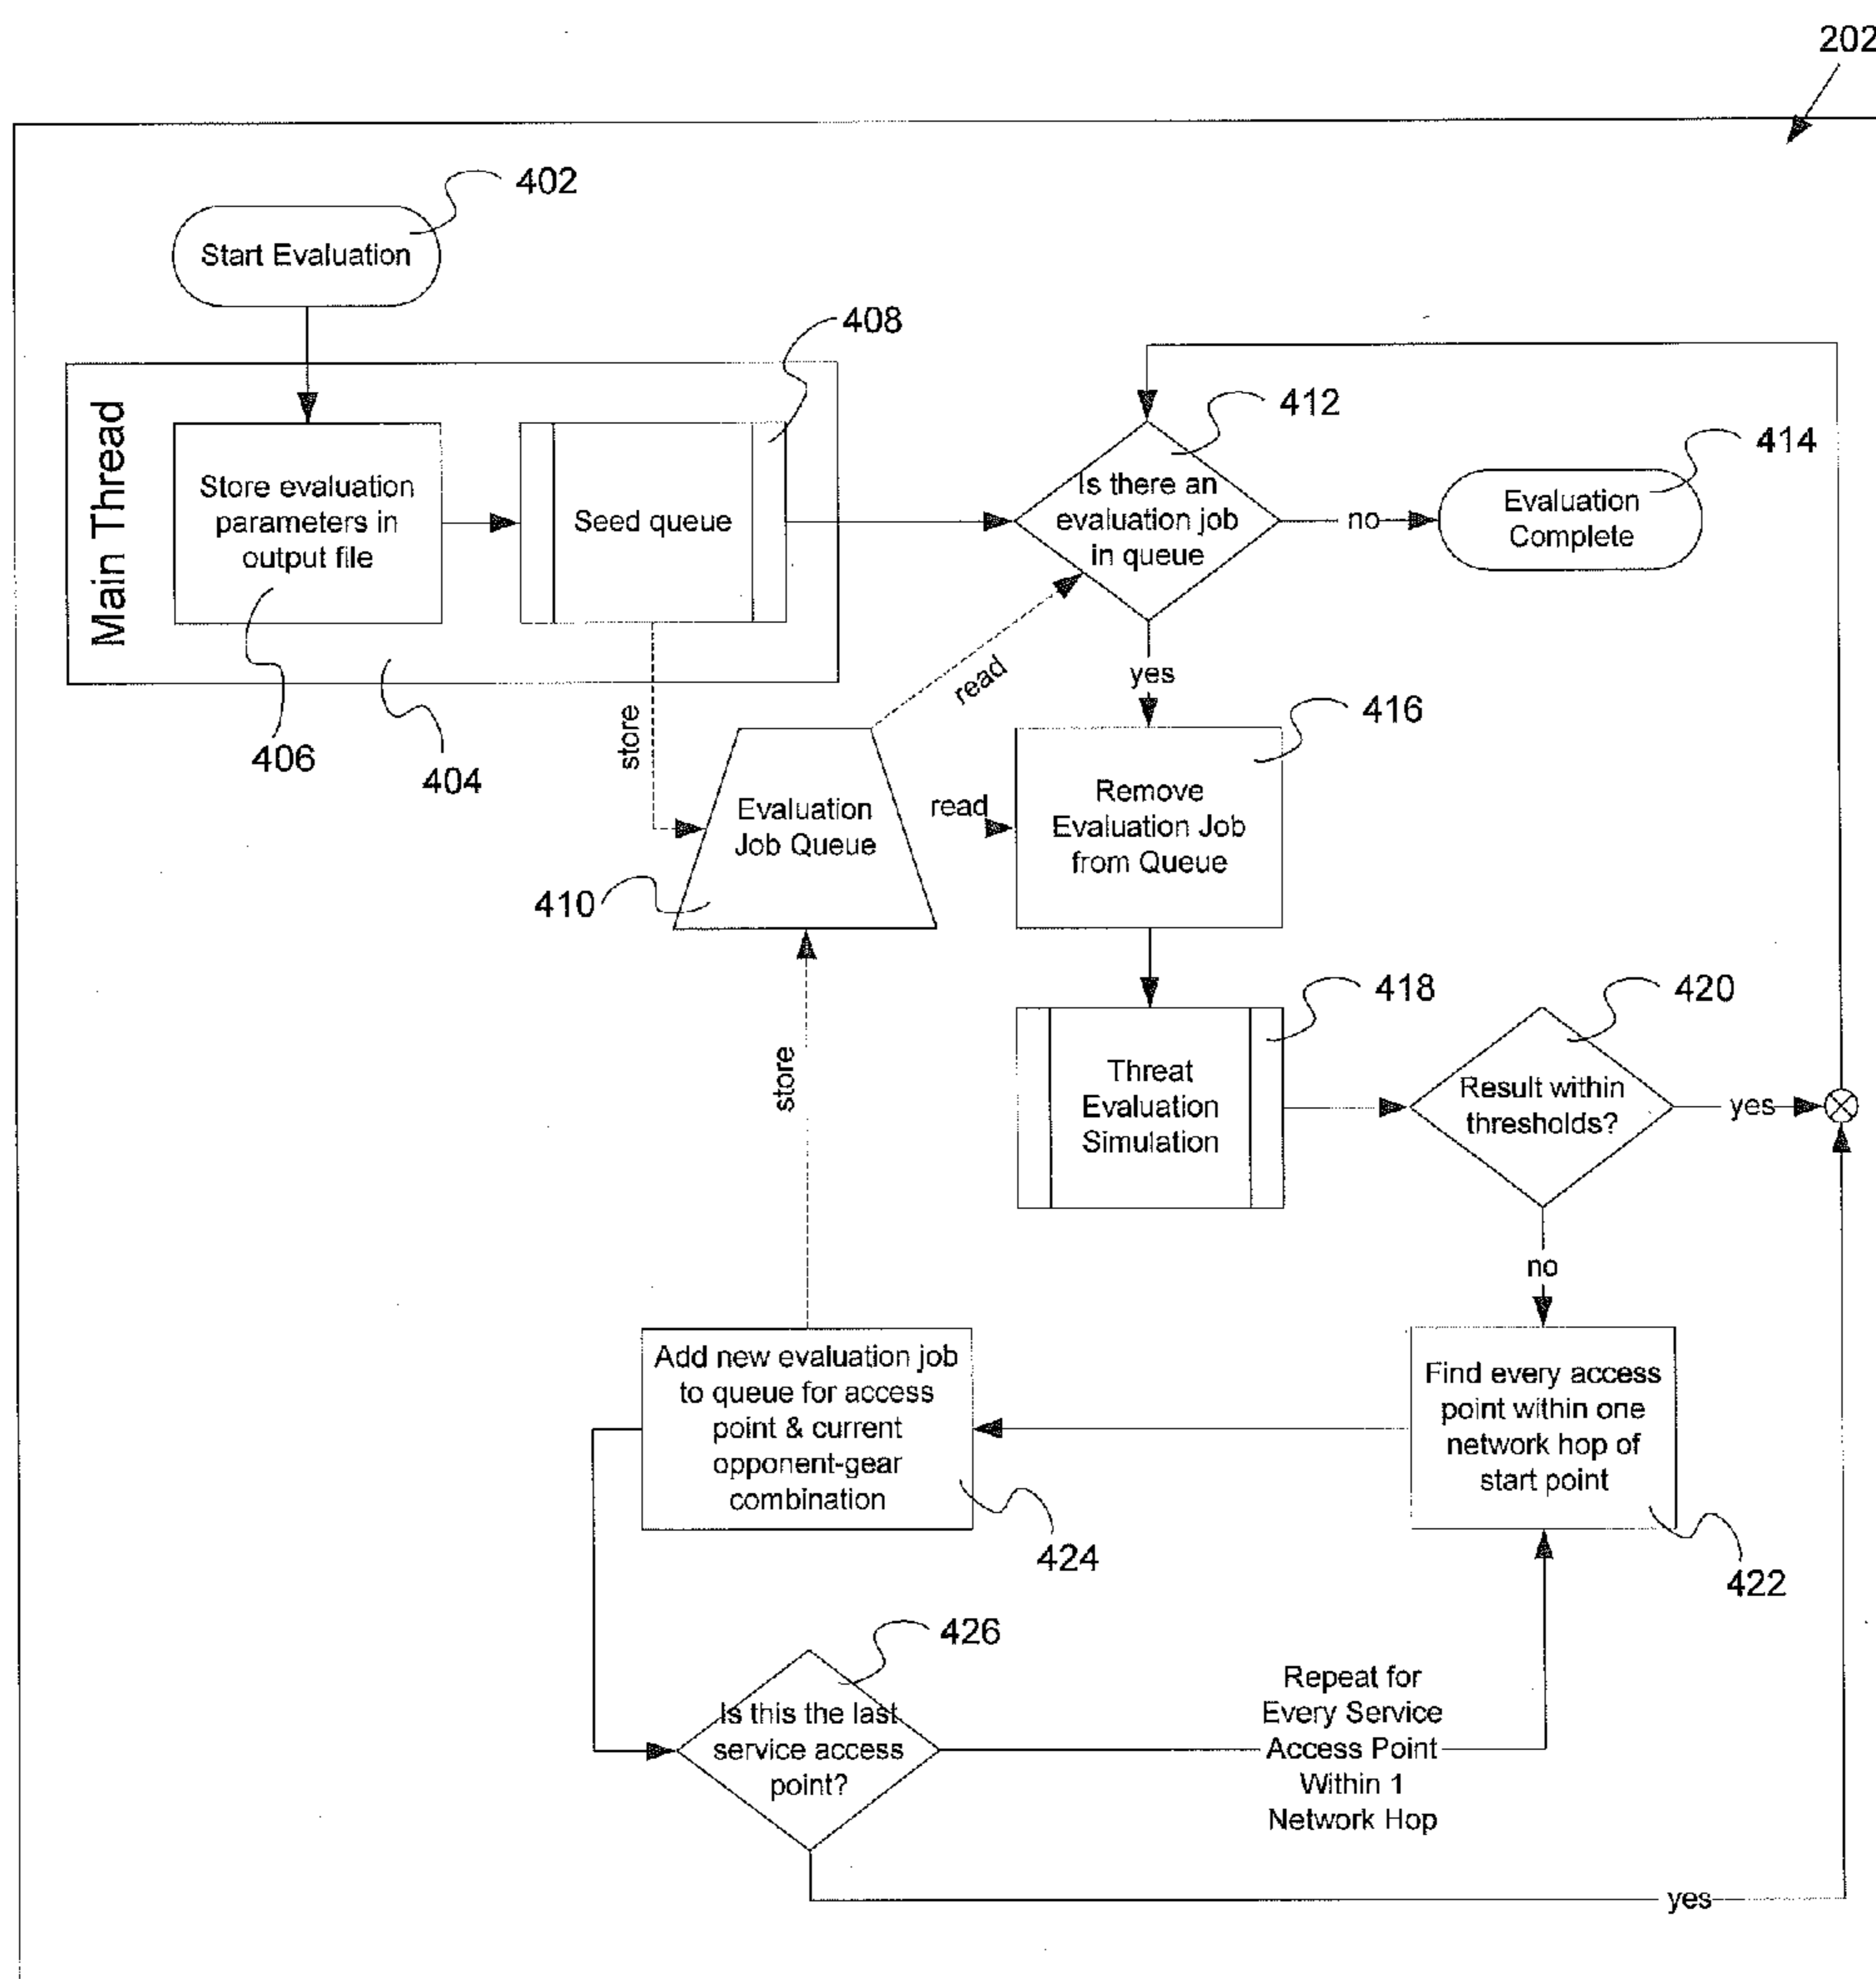 202
402
Start Evaluation
408
Main Thread
Store evaluation
parameters in
output file
Seed queue
406
404
412
Is there an
evaluation job
in queue
no
414
Evaluation
Complete
yes
read
store
Evaluation
Job Queue
410
read
416
Remove
Evaluation Job
from Queue
418
Threat
Evaluation
Simulation
420
Result within
thresholds?
yes
no
store
Find every access
point within one
network hop of
start point
422
Add new evaluation job
to queue for access
point & current
opponent-gear
combination
424
426
Is this the last
service access
point?
Repeat for
Every Service
Access Point
Within 1
Network Hop
yes